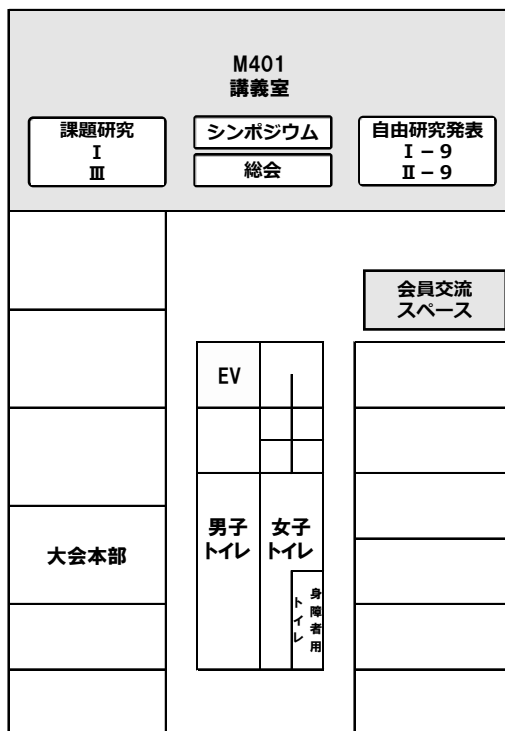 M401
講義室
課題研究
Ⅰ
Ⅲ
シンポジウム
総会
自由研究発表
Ⅰ－９
Ⅱ－９
会員交流
スペース
EV
男子
トイレ
女子
トイレ
大会本部
身障者用
トイレ